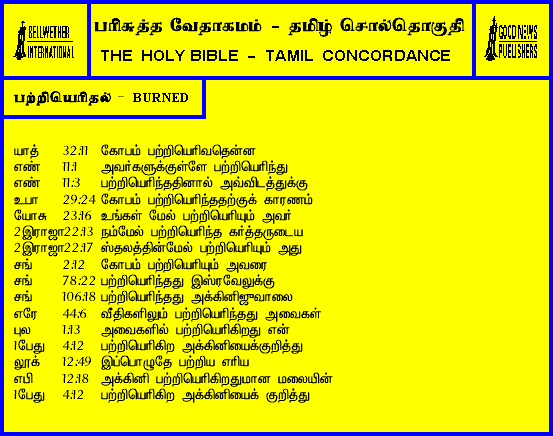 BELLWETHER
INTERNATIONAL
பரிசுத்த வேதாகமம் - தமிழ் சொல்தொகுதி
THE HOLY BIBLE - TAMIL CONCORDANCE
GOOD NEWS
PUBLISHERS
பற்றியெரிதல் - BURNED
யாத் 32:11 கோபம் பற்றியெரிவதென்ன
எண் 11:1 அவர்களுக்குள்ளே பற்றியெரிந்து
எண் 11:3 பற்றியெரிந்ததினால் அவ்விடத்துக்கு
உபா 29:24 கோபம் பற்றியெரிந்ததற்குக் காரணம்
யோசு 23:16 உங்கள் மேல் பற்றியெரியும் அவர்
2இராஜா 22:13 நம்மேல் பற்றியெரிந்த கர்த்தருடைய
2இராஜா 22:17 ஸ்தலத்தின்மேல் பற்றியெரியும் அது
சங் 2:12 கோபம் பற்றியெரியும் அவரை
சங் 78:22 பற்றியெரிந்தது இஸ்ரவேலுக்கு
சங் 106:18 பற்றியெரிந்தது அக்கினிஜுவாலை
எரே 44:6 வீதிகளிலும் பற்றியெரிந்தது அவைகள்
புல 1:13 அவைகளில் பற்றியெரிகிறது என்
1பேது 4:12 பற்றியெரிகிற அக்கினியைக்குறித்து
லூக் 12:49 இப்பொழுதே பற்றிய எரிய
எபி 12:18 அக்கினி பற்றியெரிகிறதுமான மலையின்
1பேது 4:12 பற்றியெரிகிற அக்கினியைக் குறித்து